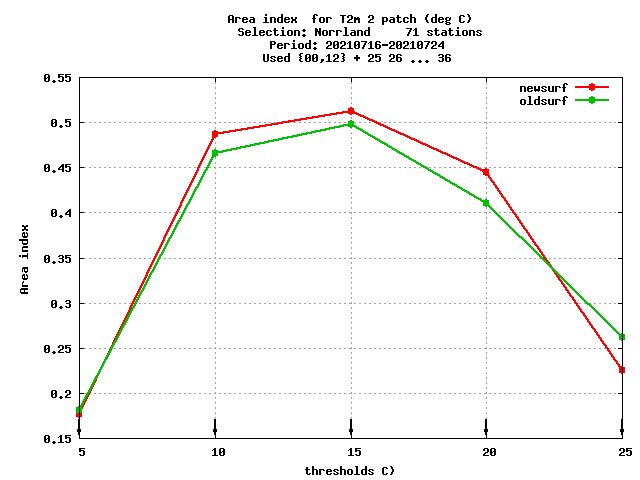 Area index  for T2m 2 patch (deg C)
Selection: Norrland     71 stations
Period: 20210716-20210724
Used {00,12} + 25 26 ... 36
newsurf
oldsurf
0.55
0.5
0.45
0.4
0.35
0.3
0.25
0.2
0.15
Area index
5 10 15 20 25
thresholds C)